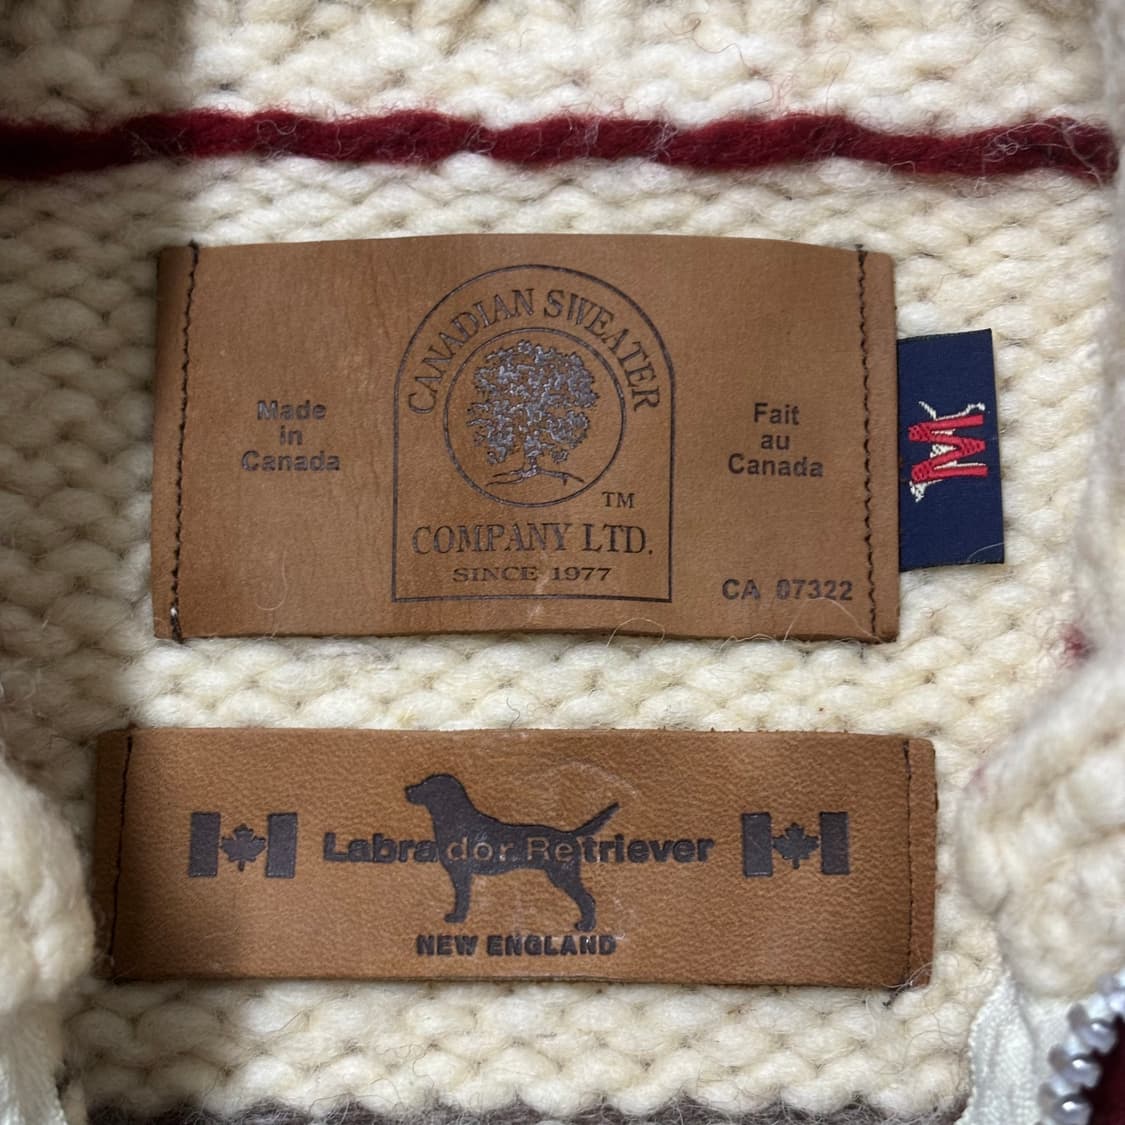 CANADIAN SWEATER
Made
in
Canada
Fait
au
Canada
TM
COMPANY LTD.
SINCE 1977
CA 07322
M
Labrador Retriever
NEW ENGLAND